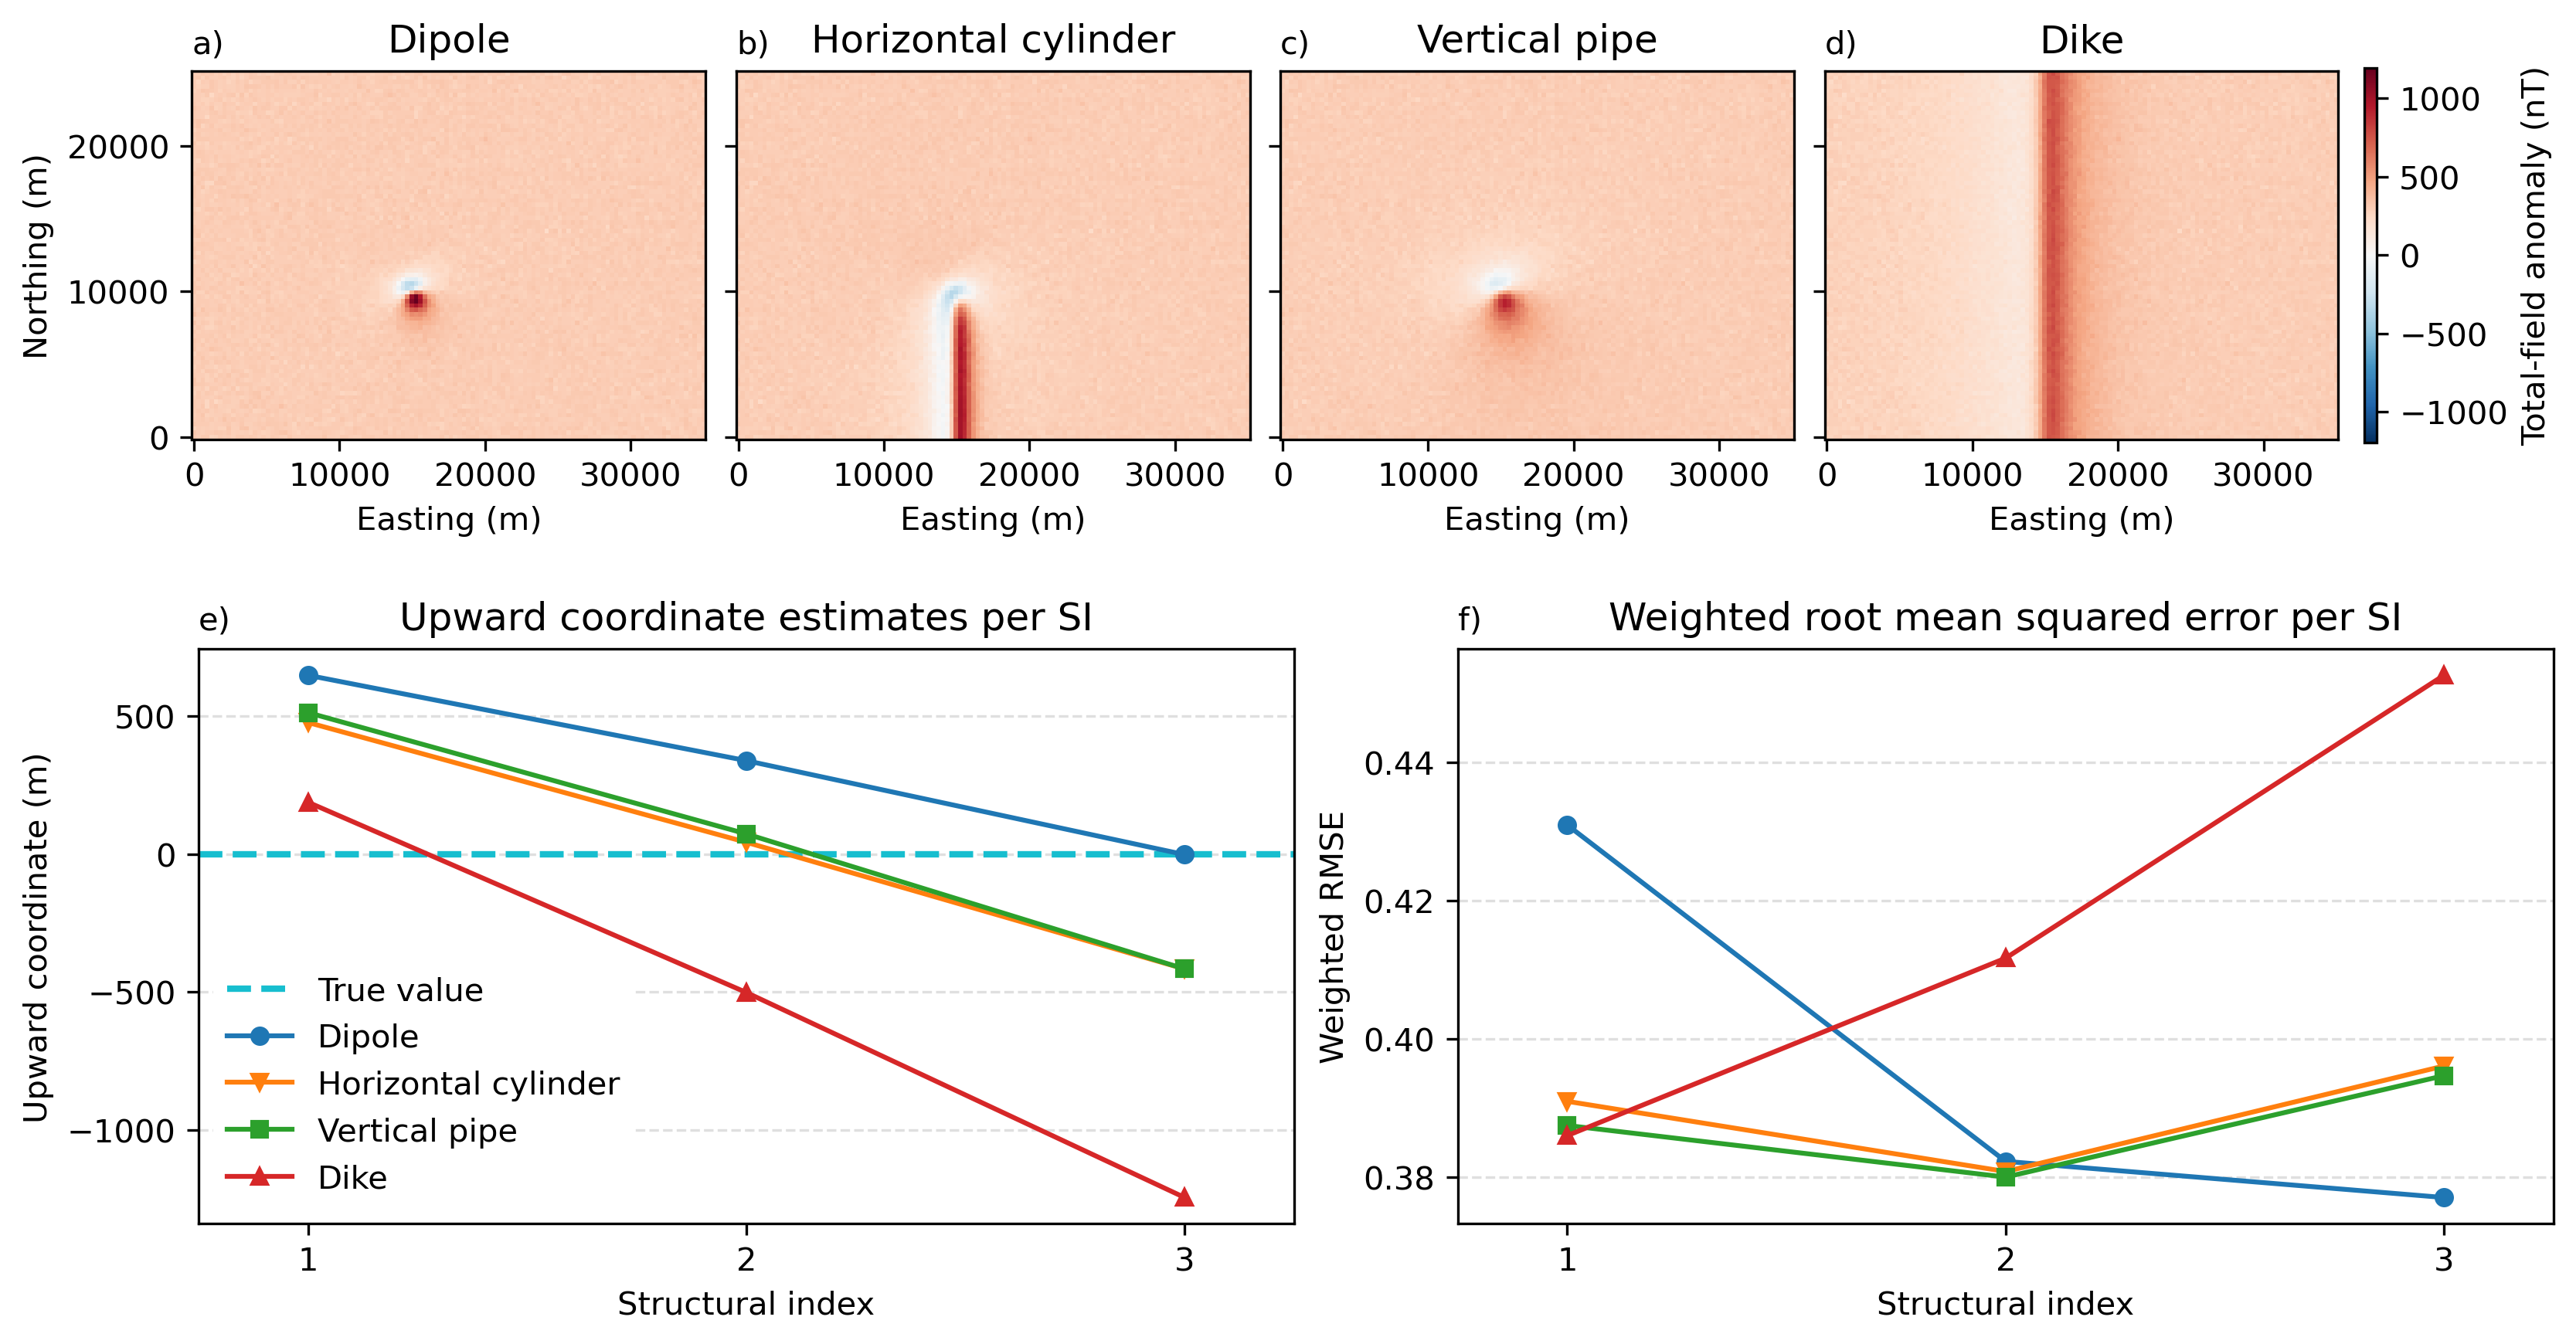 a) Dipole
b) Horizontal cylinder
c) Vertical pipe
d) Dike
Northing (m)
20000
10000
0
0 10000 20000 30000
Easting (m)
0 10000 20000 30000
Easting (m)
0 10000 20000 30000
Easting (m)
0 10000 20000 30000
Easting (m)
1000
500
0
−500
−1000
Total-field anomaly (nT)
e) Upward coordinate estimates per SI
Upward coordinate (m)
500
0
−500
−1000
True value
Dipole
Horizontal cylinder
Vertical pipe
Dike
1 2 3
Structural index
f) Weighted root mean squared error per SI
Weighted RMSE
0.44
0.42
0.40
0.38
1 2 3
Structural index